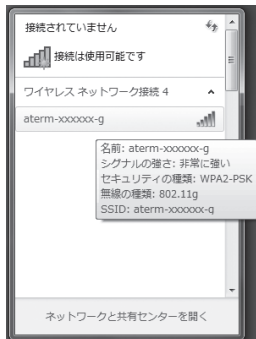 接続されていません
接続は使用可能です
ワイヤレス ネットワーク接続 4
aterm-xxxxxx-g
名前: aterm-xxxxxx-g
シグナルの強さ: 非常に強い
セキュリティの種類: WPA2-PSK
無線の種類: 802.11g
SSID: aterm-xxxxxx-g
ネットワークと共有センターを開く